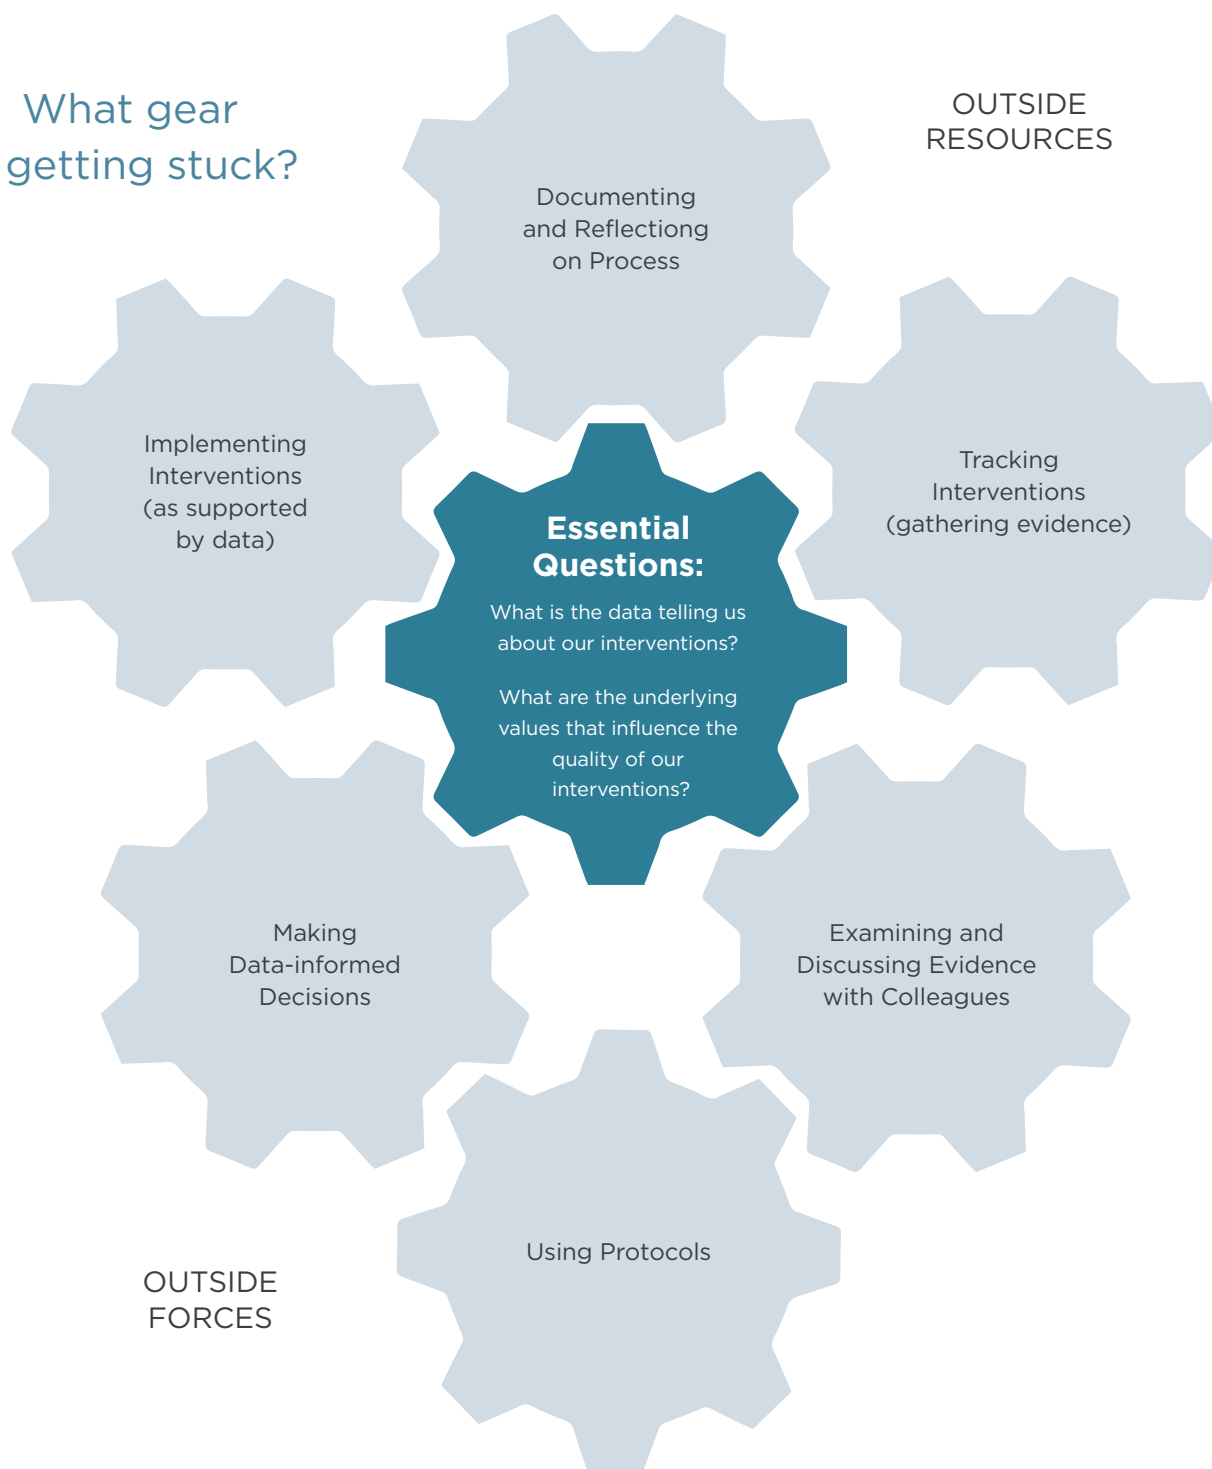 What gear
getting stuck?
OUTSIDE
RESOURCES
Documenting
and Reflectiong
on Process
Implementing
Interventions
(as supported
by data)
Tracking
Interventions
(gathering evidence)
Essential
Questions:
What is the data telling us
about our interventions?
What are the underlying
values that influence the
quality of our
interventions?
Making
Data-informed
Decisions
Examining and
Discussing Evidence
with Colleagues
Using Protocols
OUTSIDE
FORCES